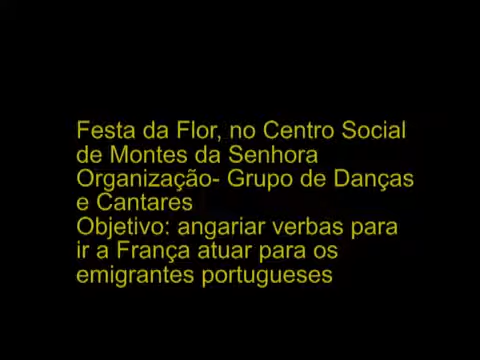 Festa da Flor, no Centro Social
de Montes da Senhora
Organização- Grupo de Danças
e Cantares
Objetivo: angariar verbas para
ir a França atuar para os
emigrantes portugueses